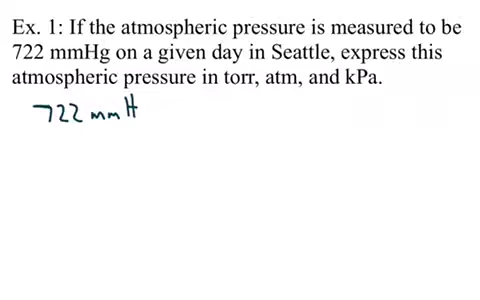 Ex. 1: If the atmospheric pressure is measured to be
722 mmHg on a given day in Seattle, express this
atmospheric pressure in torr, atm, and kPa.
722 mm H